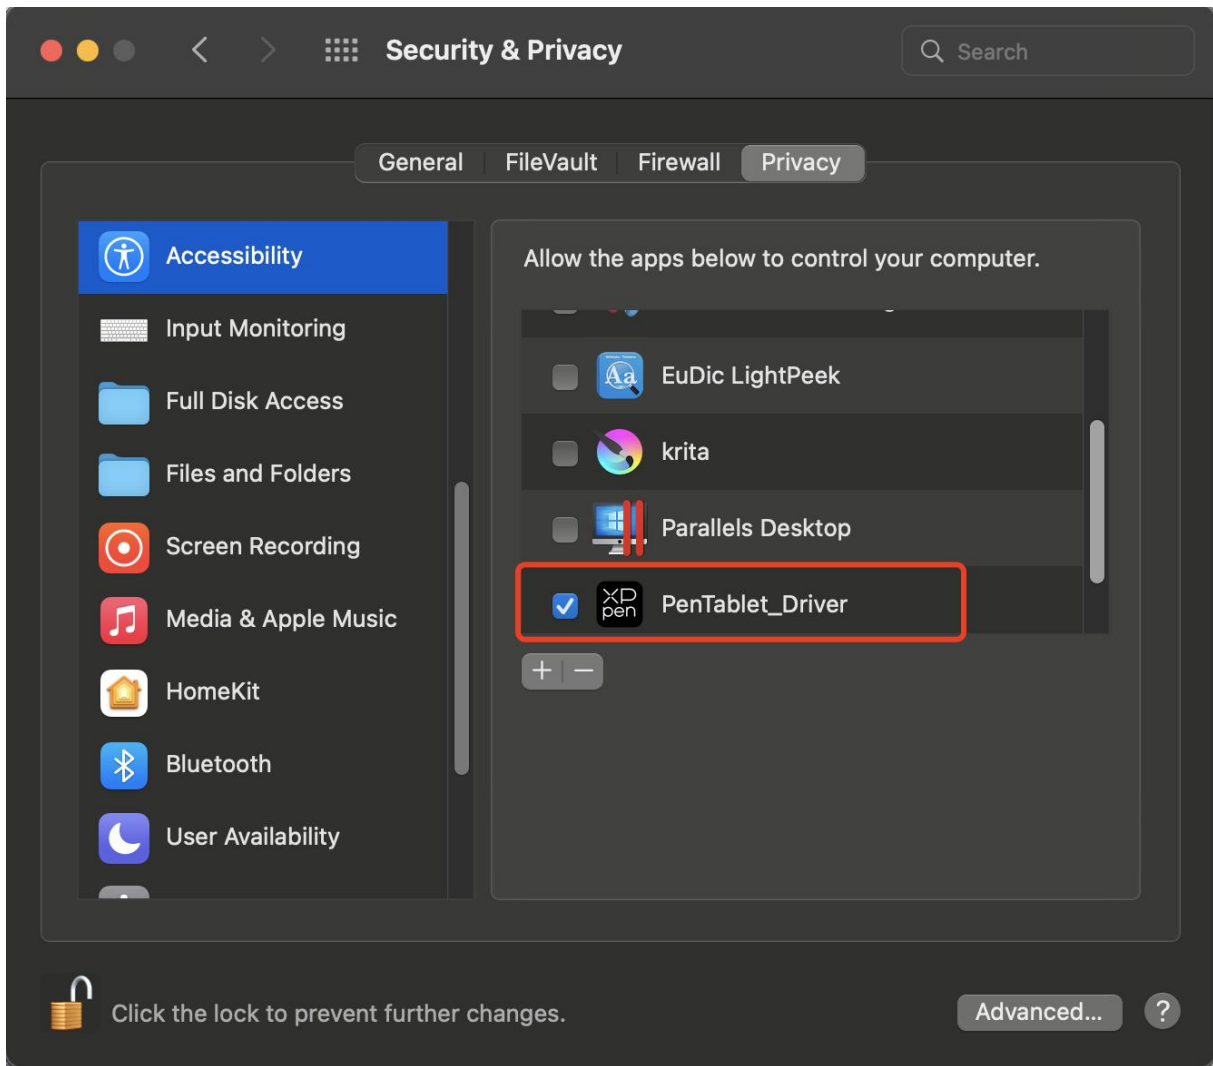 Security & Privacy
Search
General
FileVault
Firewall
Privacy
Accessibility
Input Monitoring
Full Disk Access
Files and Folders
Screen Recording
Media & Apple Music
HomeKit
Bluetooth
User Availability
Allow the apps below to control your computer.
Aa EuDic LightPeek
krita
Parallels Desktop
XP
pen
PenTablet_Driver
+ −
Click the lock to prevent further changes.
Advanced...
?